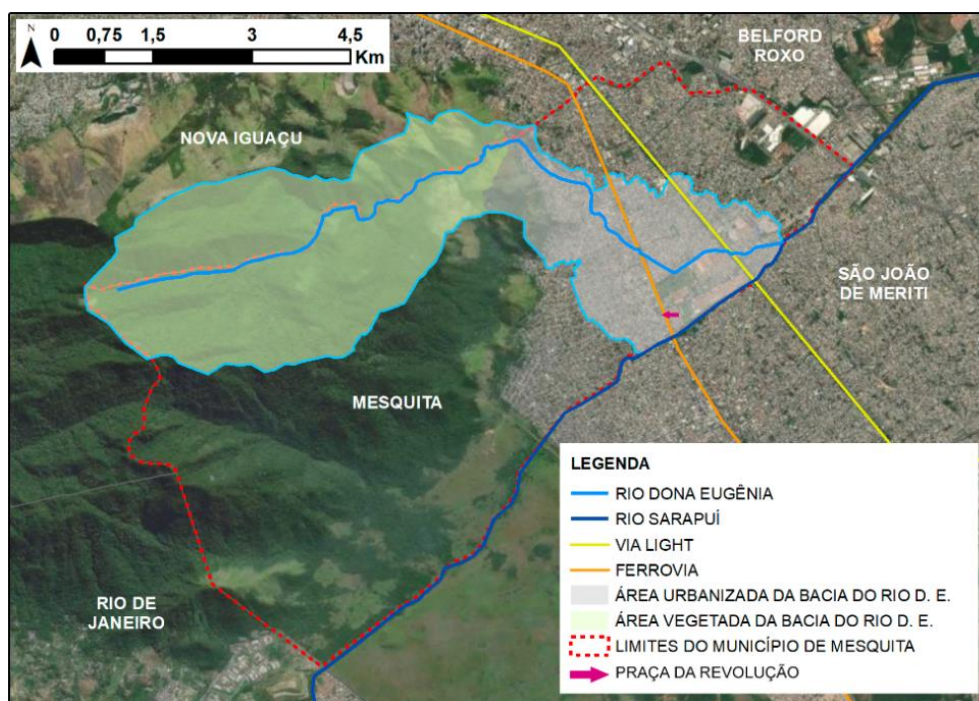 N
0 0,75 1,5 3 4,5
Km
BELFORD
ROXO
NOVA IGUAÇU
SÃO JOÃO
DE MERITI
MESQUITA
RIO DE
JANEIRO
LEGENDA
RIO DONA EUGÊNIA
RIO SARAPUÍ
VIA LIGHT
FERROVIA
ÁREA URBANIZADA DA BACIA DO RIO D. E.
ÁREA VEGETADA DA BACIA DO RIO D. E.
LIMITES DO MUNICÍPIO DE MESQUITA
PRAÇA DA REVOLUÇÃO